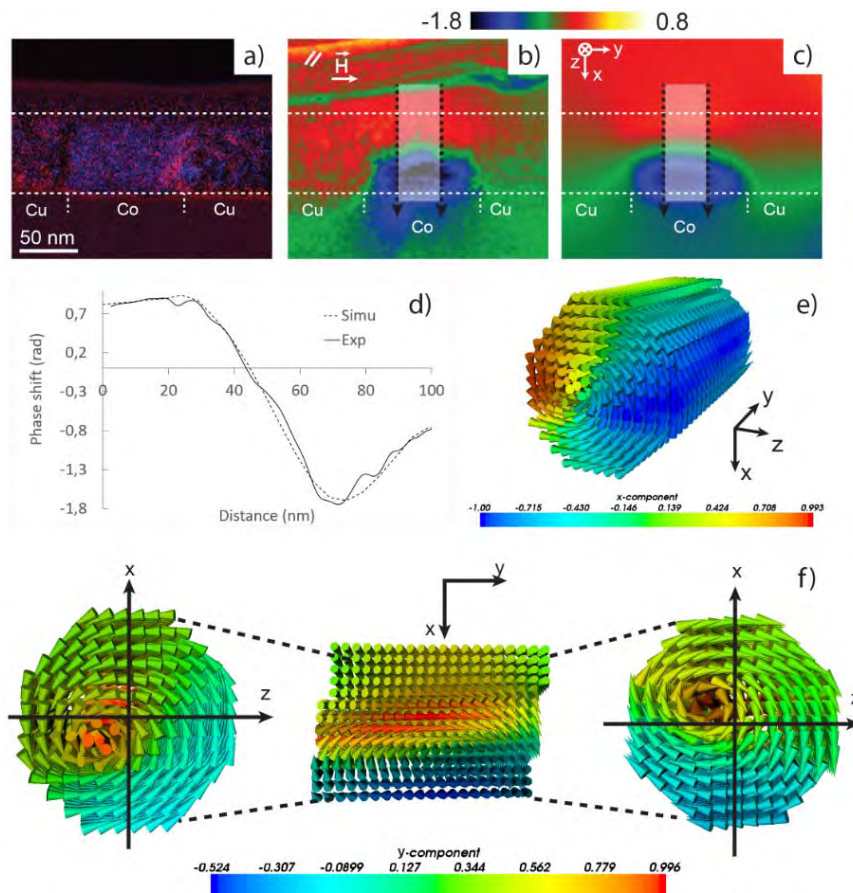 -1.8 0.8
a) b) c)
// H y
z
x
Cu Co Cu Cu Co Cu Cu Co Cu
50 nm
d)
0,7
0,2
-0,3
-0,8
-1,3
-1,8
0 20 40 60 80 100
Simu
Exp
Phase shift (rad)
Distance (nm)
e)
y
z
x
x-component
-1.00 -0.715 -0.430 -0.146 0.139 0.424 0.708 0.993
f)
x
z
y
x
x
z
y-component
-0.524 -0.307 -0.0899 0.127 0.344 0.562 0.779 0.996